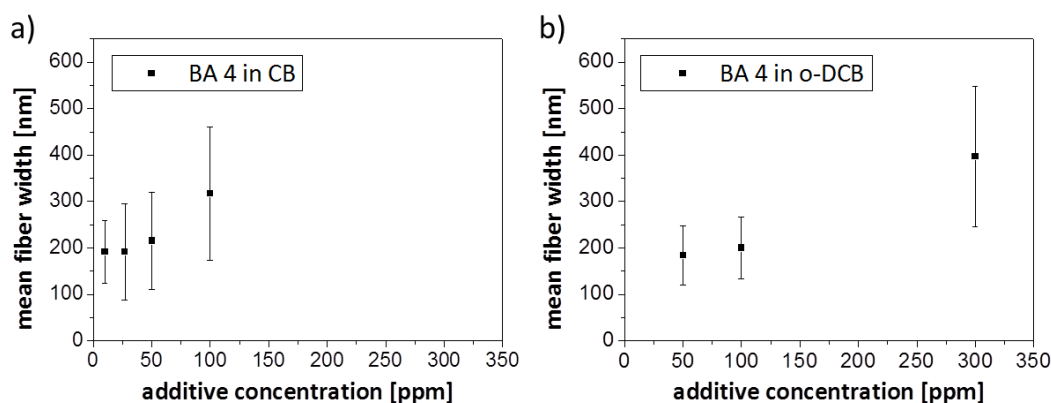 a)
BA 4 in CB
mean fiber width [nm]
600
500
400
300
200
100
0
0 50 100 150 200 250 300 350
additive concentration [ppm]
b)
BA 4 in o-DCB
mean fiber width [nm]
600
500
400
300
200
100
0
0 50 100 150 200 250 300 350
additive concentration [ppm]